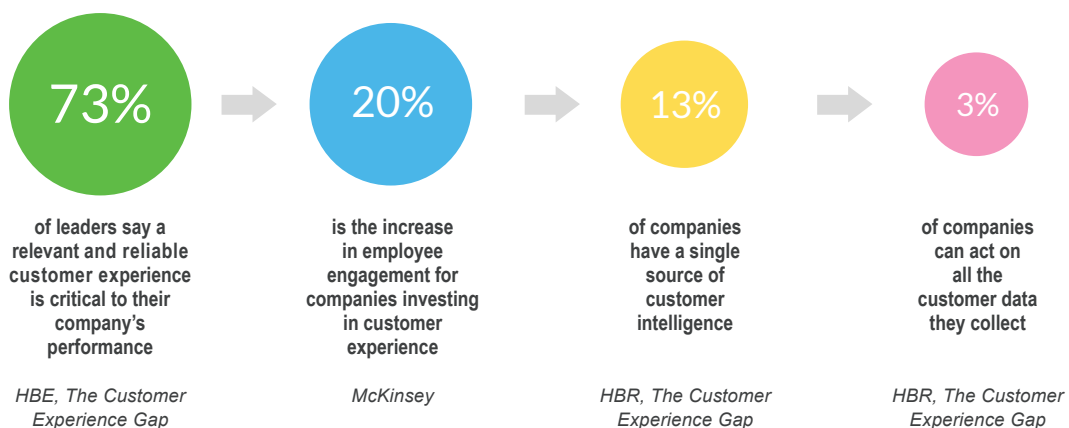 73%
of leaders say a
relevant and reliable
customer experience
is critical to their
company’s
performance
HBE, The Customer
Experience Gap
20%
is the increase
in employee
engagement for
companies investing
in customer
experience
McKinsey
13%
of companies
have a single
source of
customer
intelligence
HBR, The Customer
Experience Gap
3%
of companies
can act on
all the
customer data
they collect
HBR, The Customer
Experience Gap